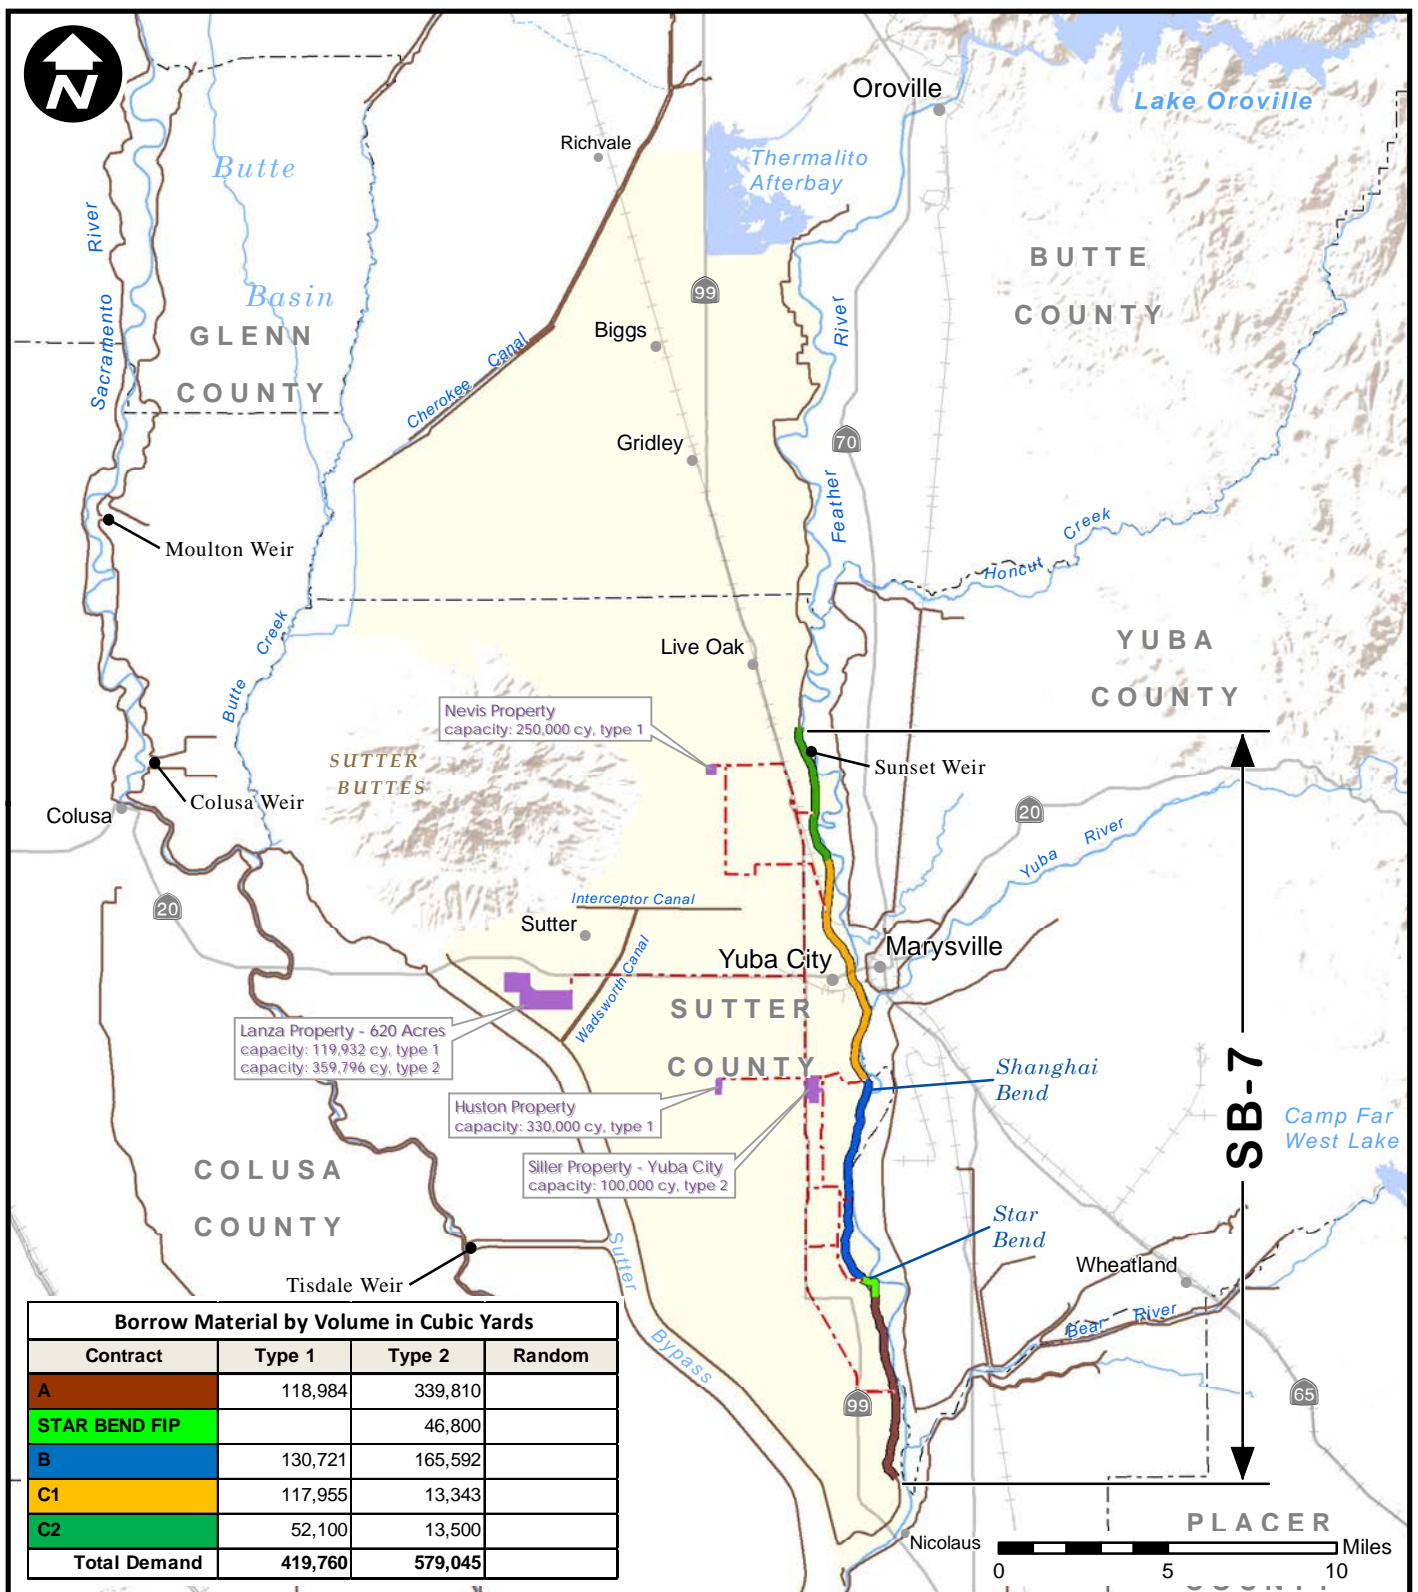 N
Oroville
Lake Oroville
Richvale
Thermalito
Afterbay
Butte
Basin
Sacramento River
GLENN
COUNTY
BUTTE
COUNTY
99
Biggs
Cherokee Canal
Feather River
Gridley
70
Moulton Weir
Honcut Creek
Butte Creek
Live Oak
YUBA
COUNTY
Nevis Property
capacity: 250,000 cy, type 1
SUTTER
BUTTES
Sunset Weir
Colusa Weir
Colusa
20
Yuba River
20
Interceptor Canal
Sutter
Wadsworth Canal
Yuba City
Marysville
SUTTER
COUNTY
Lanza Property - 620 Acres
capacity: 119,932 cy, type 1
capacity: 359,796 cy, type 2
Shanghai
Bend
SB-7
Huston Property
capacity: 330,000 cy, type 1
Camp Far
West Lake
Siller Property - Yuba City
capacity: 100,000 cy, type 2
COLUSA
COUNTY
Star
Bend
Tisdale Weir
Sutter Bypass
Wheatland
Bear River
65
99
Borrow Material by Volume in Cubic Yards
Contract Type 1 Type 2 Random
A 118,984 339,810
STAR BEND FIP 46,800
B 130,721 165,592
C1 117,955 13,343
C2 52,100 13,500
Total Demand 419,760 579,045
Nicolaus
PLACER
COUNTY
Miles
0 5 10